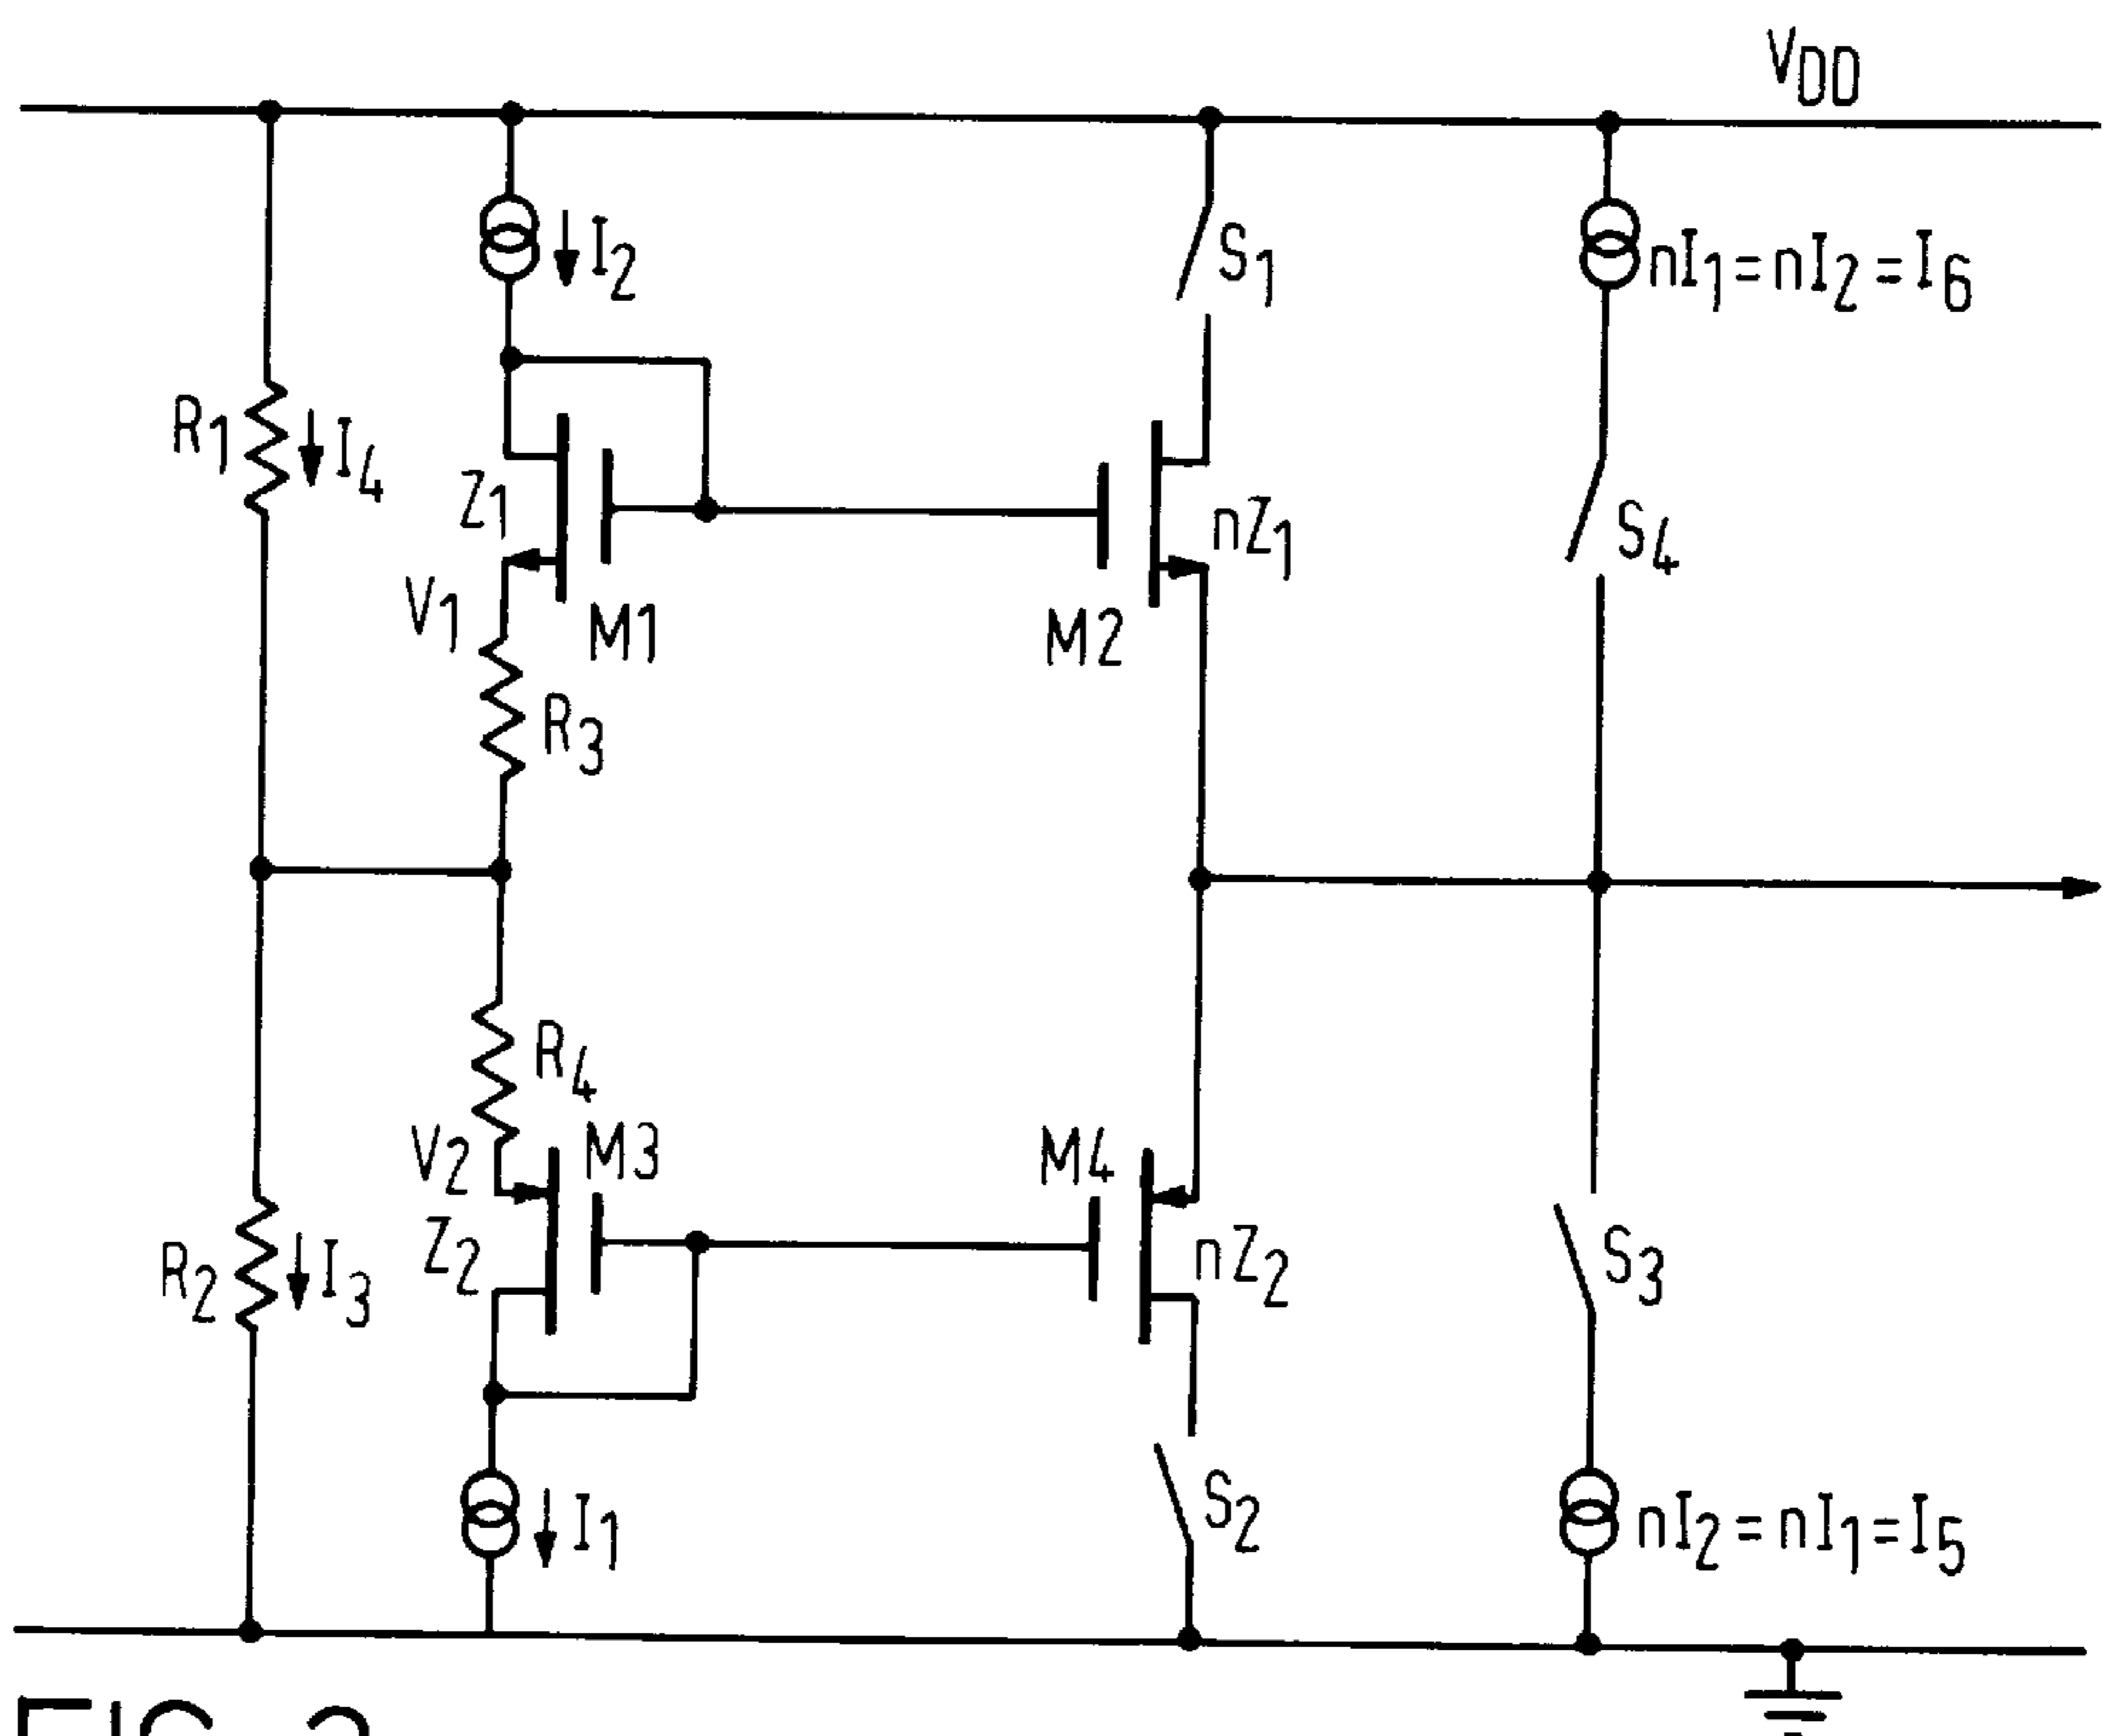 VDD
I2
S1
nI1=nI2=I6
R1
I4
Z1
nZ1
S4
V1
M1
M2
R3
R4
V2
M3
M4
Z2
nZ2
S3
R2
I3
I1
S2
nI2=nI1=I5